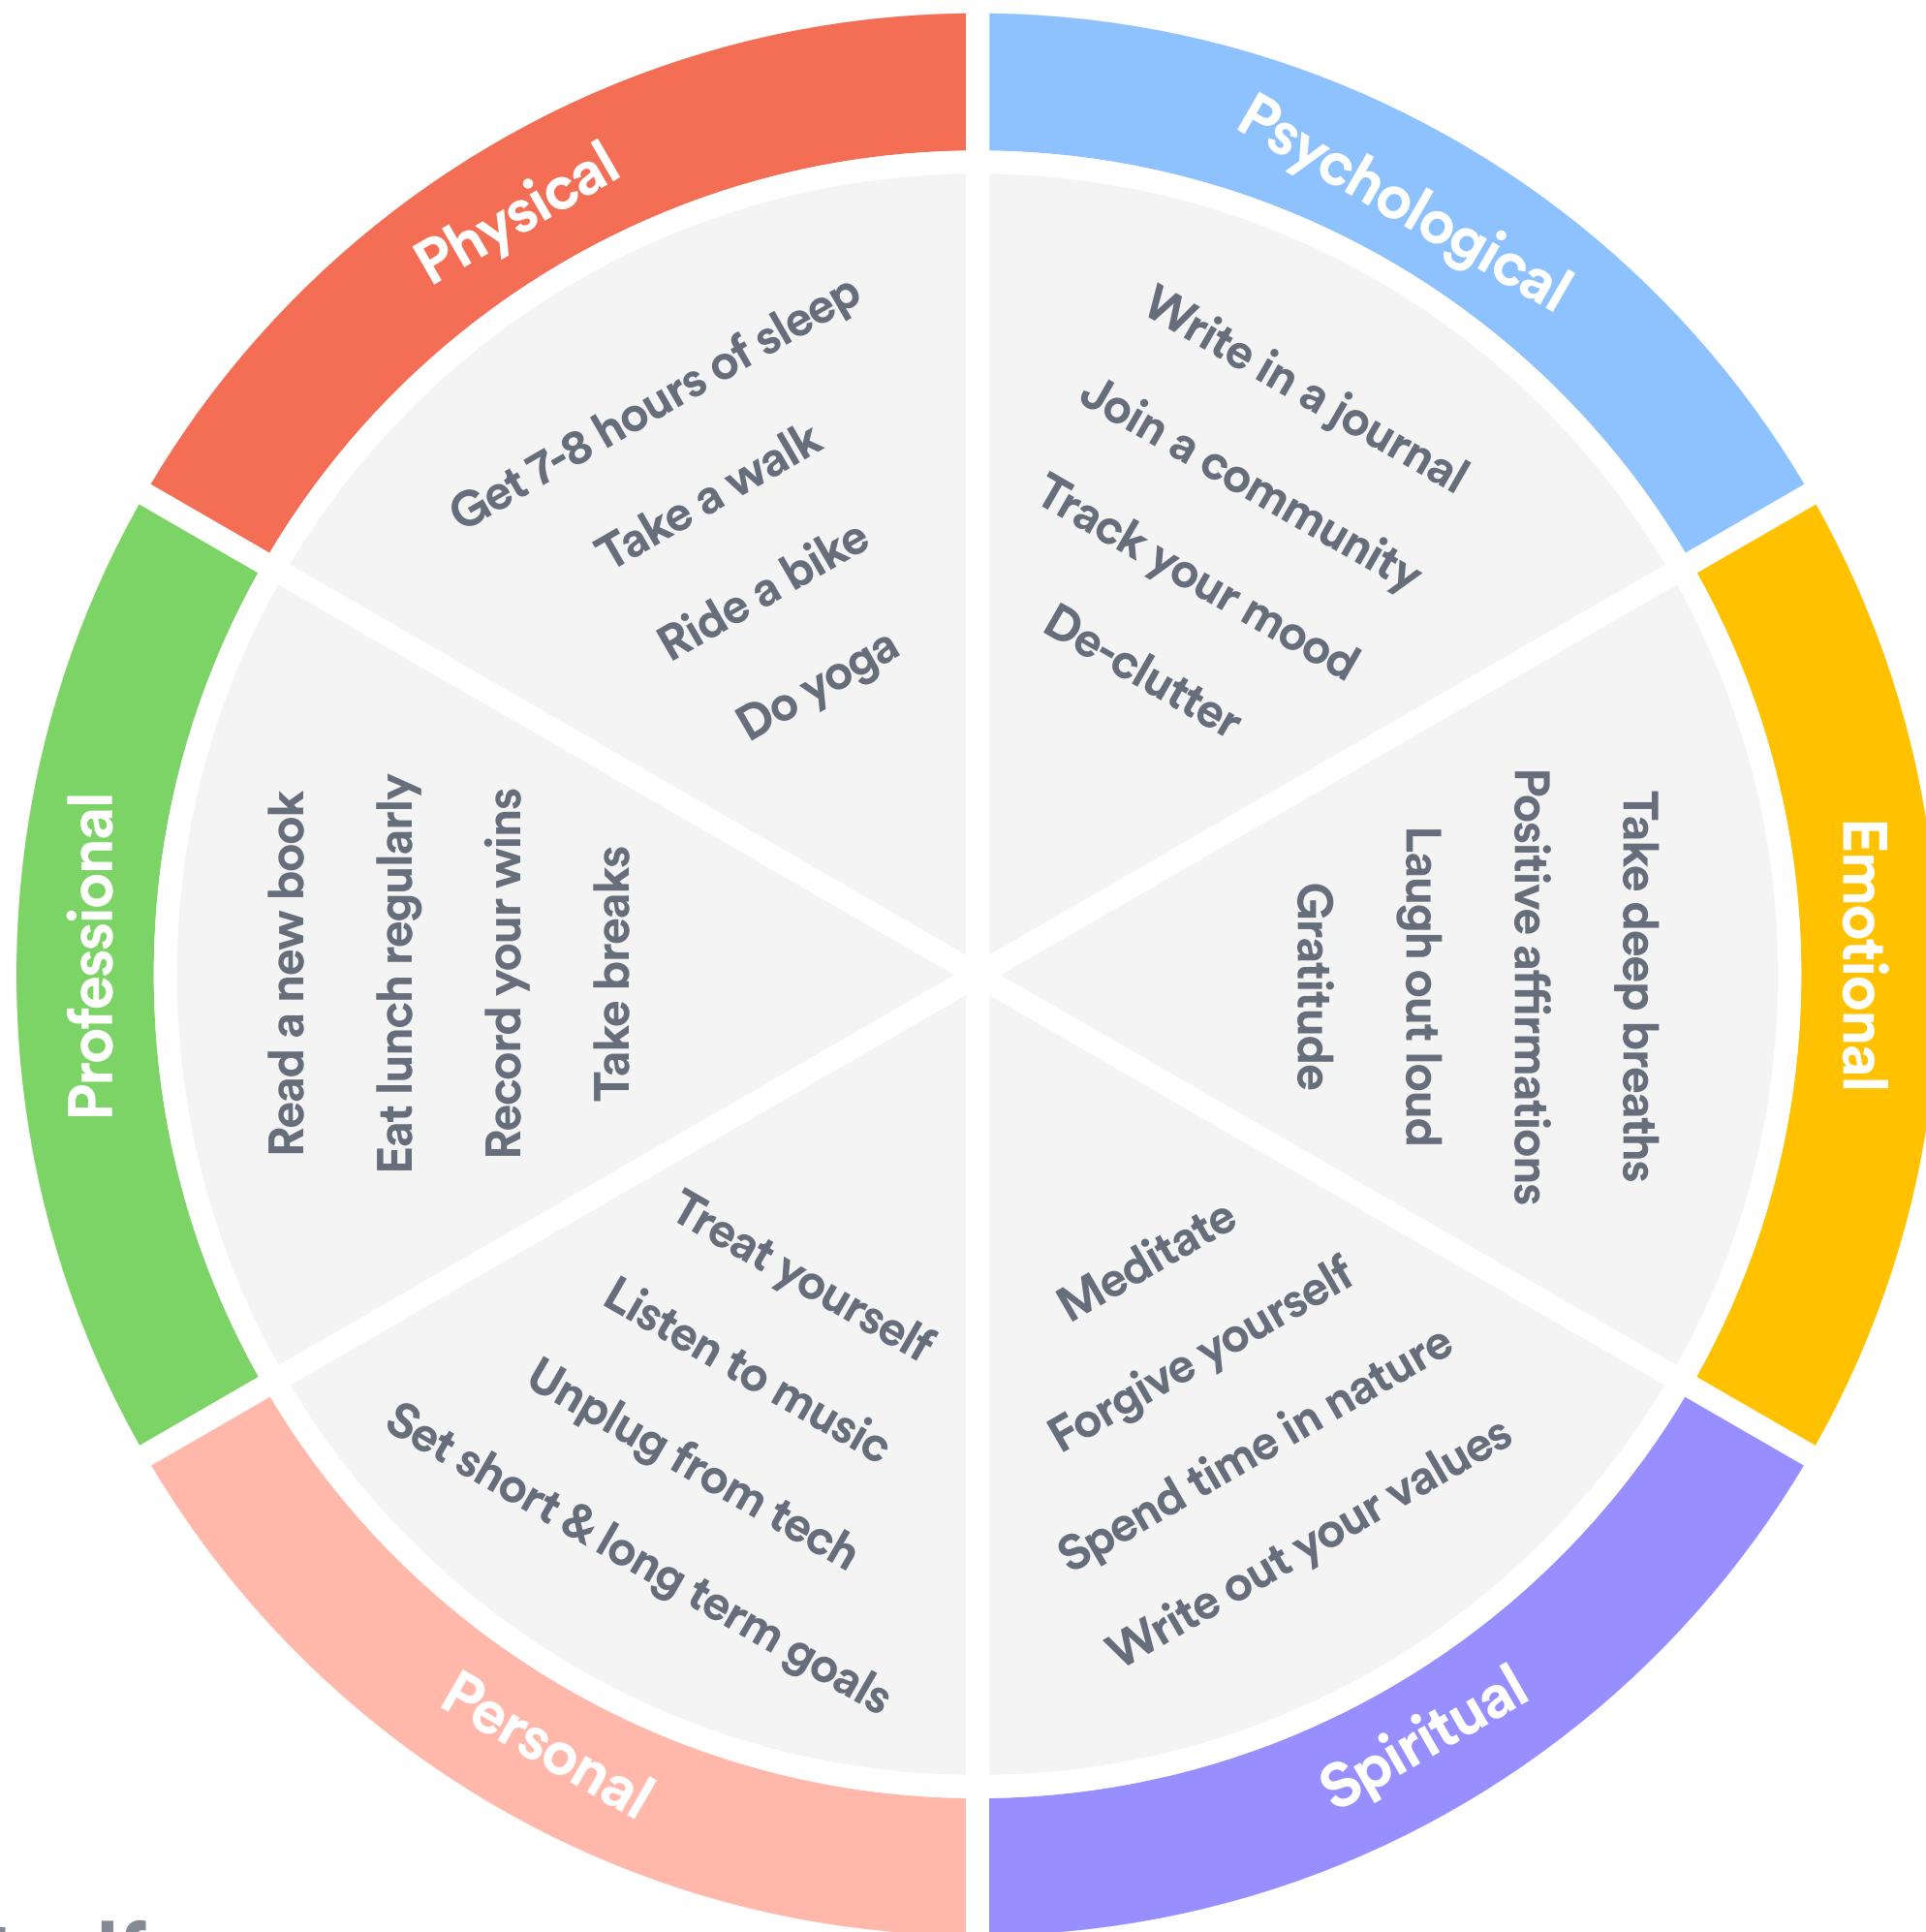 Physical
Get 7-8 hours of sleep
Take a walk
Ride a bike
Do yoga
Psychological
Write in a journal
Join a community
Track your mood
De-clutter
Emotional
Take deep breaths
Positive affirmations
Laugh out loud
Gratitude
Spiritual
Meditate
Forgive yourself
Spend time in nature
Write out your values
Personal
Treat yourself
Listen to music
Unplug from tech
Set short & long term goals
Professional
Read a new book
Eat lunch regularly
Record your wins
Take breaks